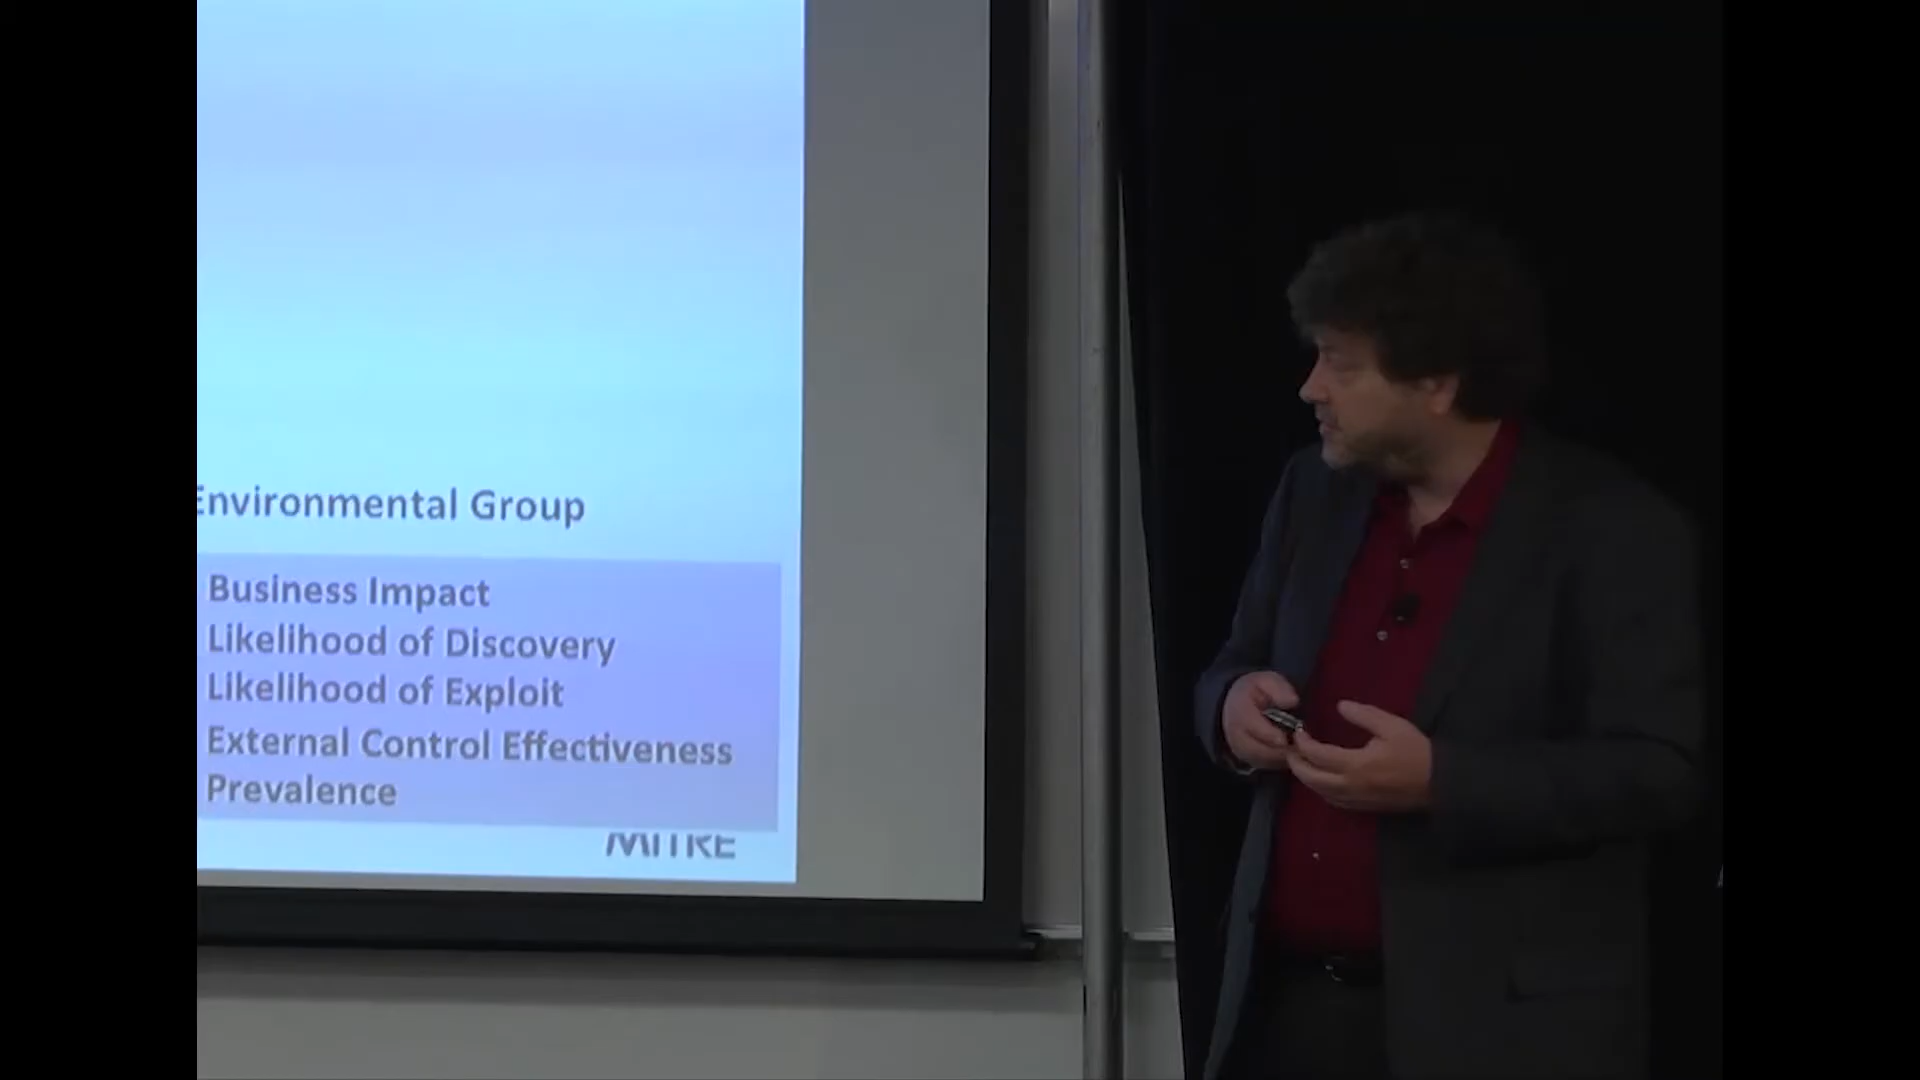 Environmental Group
Business Impact
Likelihood of Discovery
Likelihood of Exploit
External Control Effectiveness
Prevalence
MITRE